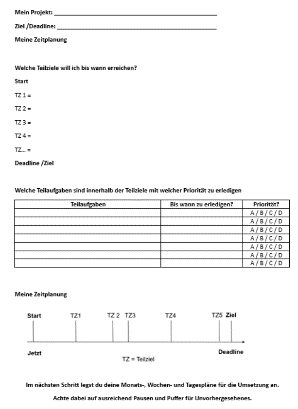 Mein Projekt:
Ziel /Deadline:
Meine Zeitplanung
Welche Teilziele will ich bis wann erreichen?
Start
TZ 1 =
TZ 2 =
TZ 3 =
TZ 4 =
TZ... =
Deadline /Ziel
Welche Teilaufgaben sind innerhalb der Teilziele mit welcher Priorität zu erledigen
Teilaufgaben Bis wann zu erledigen? Priorität?
A / B / C / D
A / B / C / D
A / B / C / D
A / B / C / D
A / B / C / D
A / B / C / D
A / B / C / D
Meine Zeitplanung
Start TZ1 TZ 2 TZ3 TZ4 TZ5 Ziel
Jetzt Deadline
TZ = Teilziel
Im nächsten Schritt legst du deine Monats-, Wochen- und Tagespläne für die Umsetzung an.
Achte dabei auf ausreichend Pausen und Puffer für Unvorhergesehenes.